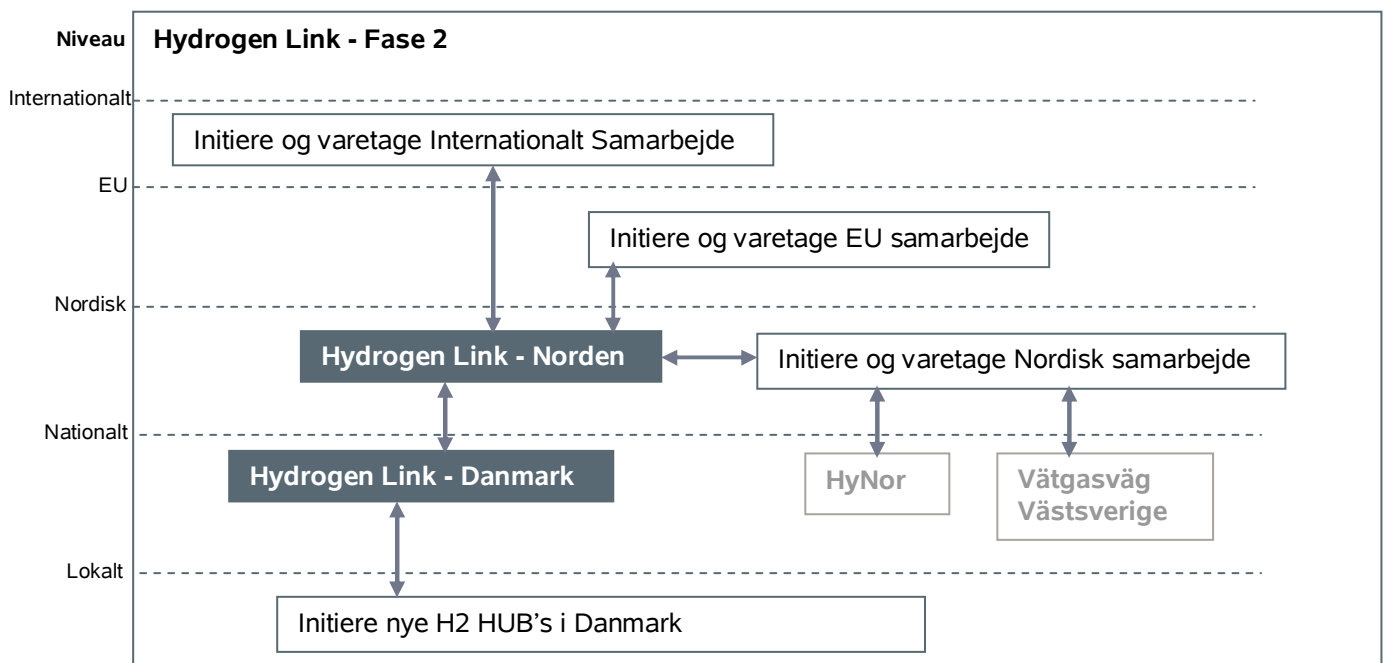 Niveau
Hydrogen Link - Fase 2
Internationalt
Initiere og varetage Internationalt Samarbejde
EU
Initiere og varetage EU samarbejde
Nordisk
Hydrogen Link - Norden
Initiere og varetage Nordisk samarbejde
Nationalt
Hydrogen Link - Danmark
HyNor
Vätgasväg
Västsverige
Lokalt
Initiere nye H2 HUB’s i Danmark